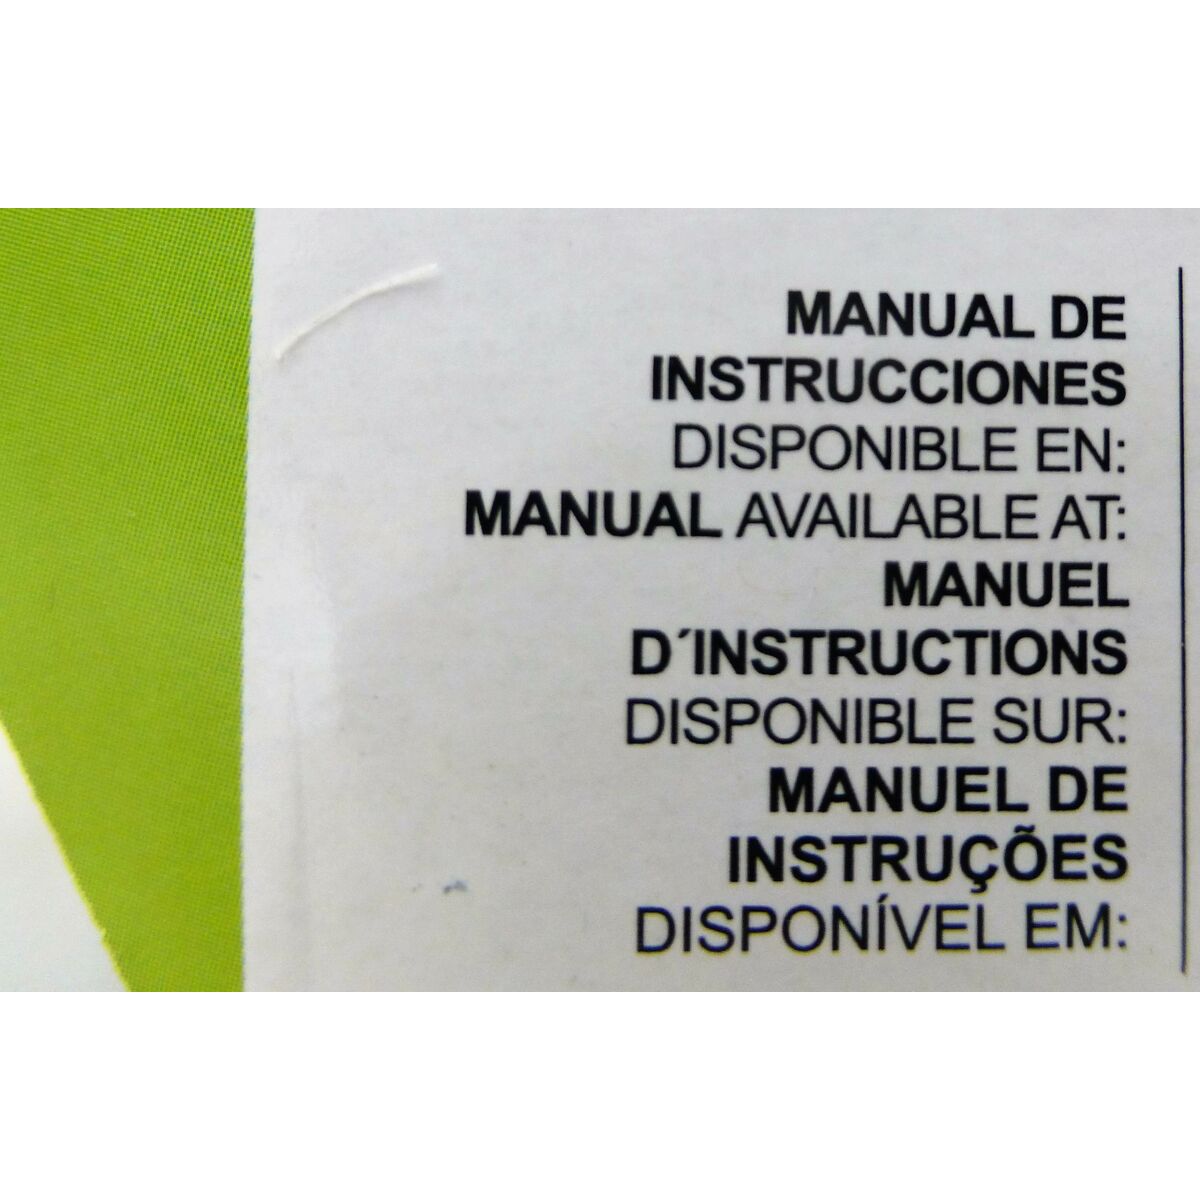 MANUAL DE
INSTRUCCIONES
DISPONIBLE EN:
MANUAL AVAILABLE AT:
MANUEL
D´INSTRUCTIONS
DISPONIBLE SUR:
MANUEL DE
INSTRUÇÕES
DISPONÍVEL EM: